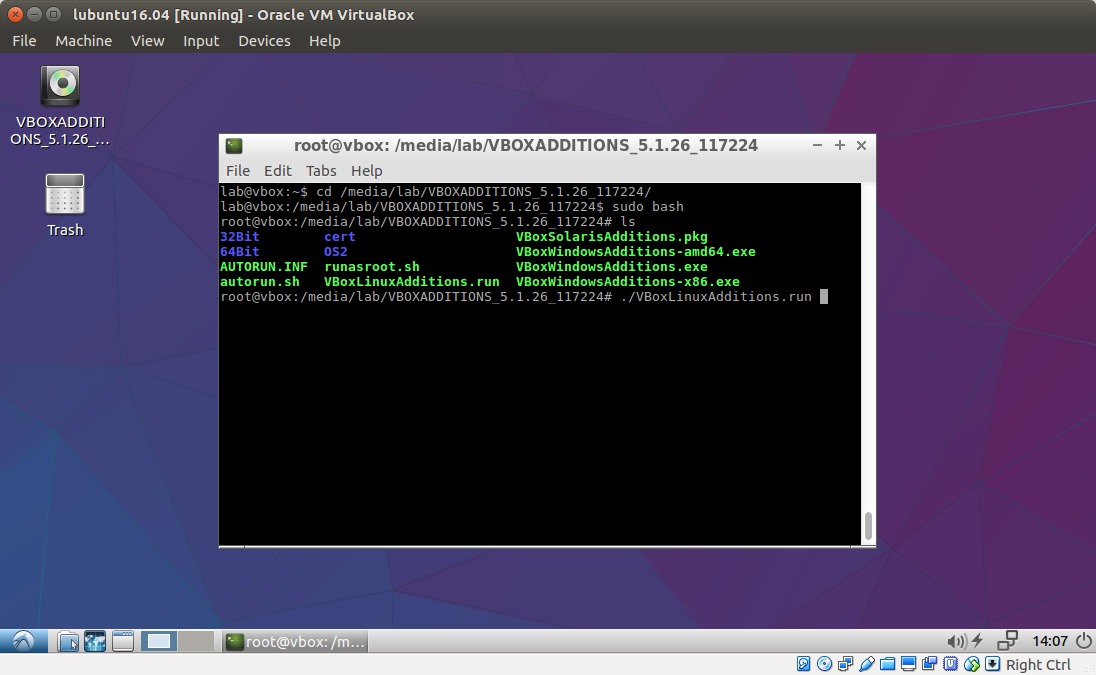 lubuntu16.04 [Running] - Oracle VM VirtualBox
File Machine View Input Devices Help
VBOXADDITI
ONS_5.1.26_...
Trash
root@vbox: /media/lab/VBOXADDITIONS_5.1.26_117224
File Edit Tabs Help
lab@vbox:~$ cd /media/lab/VBOXADDITIONS_5.1.26_117224/
lab@vbox:/media/lab/VBOXADDITIONS_5.1.26_117224$ sudo bash
root@vbox:/media/lab/VBOXADDITIONS_5.1.26_117224# ls
32Bit cert VBoxSolarisAdditions.pkg
64Bit OS2 VBoxWindowsAdditions-amd64.exe
AUTORUN.INF runasroot.sh VBoxWindowsAdditions.exe
autorun.sh VBoxLinuxAdditions.run VBoxWindowsAdditions-x86.exe
root@vbox:/media/lab/VBOXADDITIONS_5.1.26_117224# ./VBoxLinuxAdditions.run
root@vbox: /m... 14:07
Right Ctrl